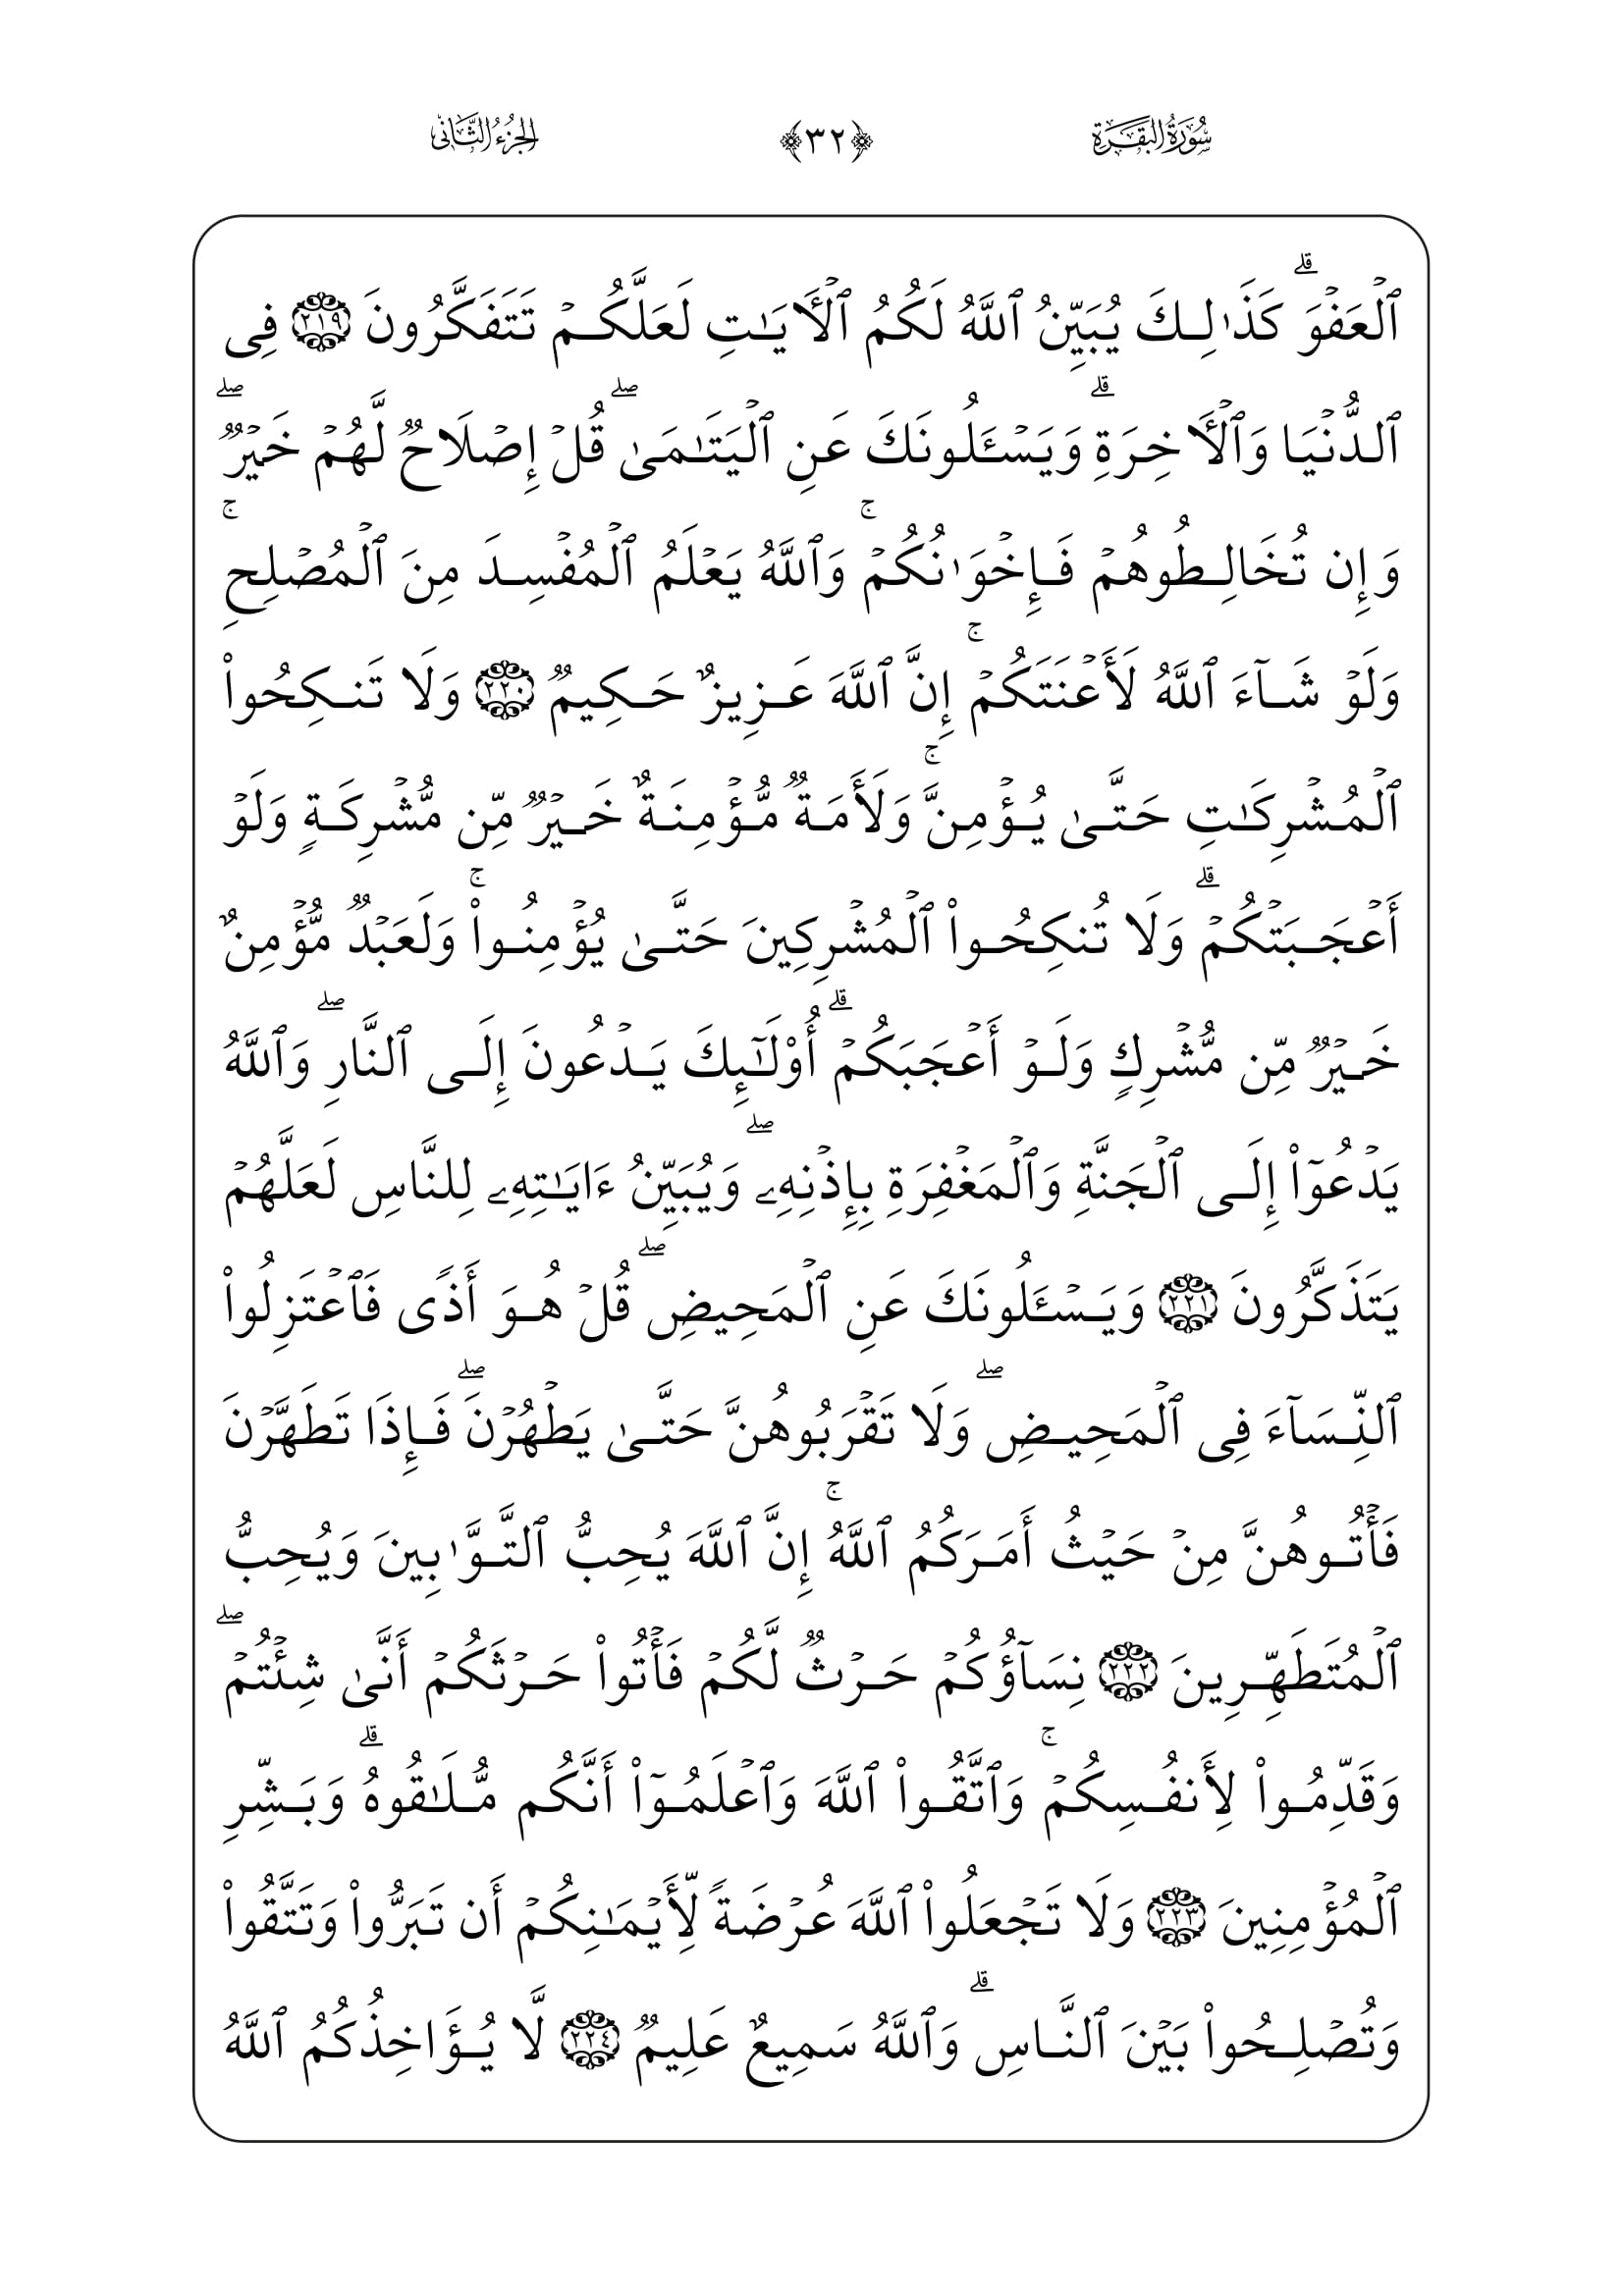 سُورَةُ البَقَرَةِ ﴿٣٢﴾ الجُزْءُ الثَّانِى
ٱلۡعَفۡوَۗ كَذَٰلِكَ يُبَيِّنُ ٱللَّهُ لَكُمُ ٱلۡأٓيَٰتِ لَعَلَّكُمۡ تَتَفَكَّرُونَ ٢١٩ فِى
ٱلدُّنۡيَا وَٱلۡأٓخِرَةِۗ وَيَسۡـَٔلُونَكَ عَنِ ٱلۡيَتَٰمَىٰۖ قُلۡ إِصۡلَاحٞ لَّهُمۡ خَيۡرٞۖ
وَإِن تُخَالِطُوهُمۡ فَإِخۡوَٰنُكُمۡۚ وَٱللَّهُ يَعۡلَمُ ٱلۡمُفۡسِدَ مِنَ ٱلۡمُصۡلِحِۚ
وَلَوۡ شَآءَ ٱللَّهُ لَأَعۡنَتَكُمۡۚ إِنَّ ٱللَّهَ عَزِيزٌ حَكِيمٞ ٢٢٠ وَلَا تَنكِحُواْ
ٱلۡمُشۡرِكَٰتِ حَتَّىٰ يُؤۡمِنَّۚ وَلَأَمَةٞ مُّؤۡمِنَةٌ خَيۡرٞ مِّن مُّشۡرِكَةٖ وَلَوۡ
أَعۡجَبَتۡكُمۡۗ وَلَا تُنكِحُواْ ٱلۡمُشۡرِكِينَ حَتَّىٰ يُؤۡمِنُواْۚ وَلَعَبۡدٞ مُّؤۡمِنٌ
خَيۡرٞ مِّن مُّشۡرِكٖ وَلَوۡ أَعۡجَبَكُمۡۗ أُوْلَٰٓئِكَ يَدۡعُونَ إِلَى ٱلنَّارِۖ وَٱللَّهُ
يَدۡعُوٓاْ إِلَى ٱلۡجَنَّةِ وَٱلۡمَغۡفِرَةِ بِإِذۡنِهِۦۖ وَيُبَيِّنُ ءَايَٰتِهِۦ لِلنَّاسِ لَعَلَّهُمۡ
يَتَذَكَّرُونَ ٢٢١ وَيَسۡـَٔلُونَكَ عَنِ ٱلۡمَحِيضِۖ قُلۡ هُوَ أَذٗى فَٱعۡتَزِلُواْ
ٱلنِّسَآءَ فِى ٱلۡمَحِيضِۖ وَلَا تَقۡرَبُوهُنَّ حَتَّىٰ يَطۡهُرۡنَۖ فَإِذَا تَطَهَّرۡنَ
فَأۡتُوهُنَّ مِنۡ حَيۡثُ أَمَرَكُمُ ٱللَّهُۚ إِنَّ ٱللَّهَ يُحِبُّ ٱلتَّوَّٰبِينَ وَيُحِبُّ
ٱلۡمُتَطَهِّرِينَ ٢٢٢ نِسَآؤُكُمۡ حَرۡثٞ لَّكُمۡ فَأۡتُواْ حَرۡثَكُمۡ أَنَّىٰ شِئۡتُمۡۖ
وَقَدِّمُواْ لِأَنفُسِكُمۡۚ وَٱتَّقُواْ ٱللَّهَ وَٱعۡلَمُوٓاْ أَنَّكُم مُّلَٰقُوهُۗ وَبَشِّرِ
ٱلۡمُؤۡمِنِينَ ٢٢٣ وَلَا تَجۡعَلُواْ ٱللَّهَ عُرۡضَةٗ لِّأَيۡمَٰنِكُمۡ أَن تَبَرُّواْ وَتَتَّقُواْ
وَتُصۡلِحُواْ بَيۡنَ ٱلنَّاسِۗ وَٱللَّهُ سَمِيعٌ عَلِيمٞ ٢٢٤ لَّا يُؤَاخِذُكُمُ ٱللَّهُ